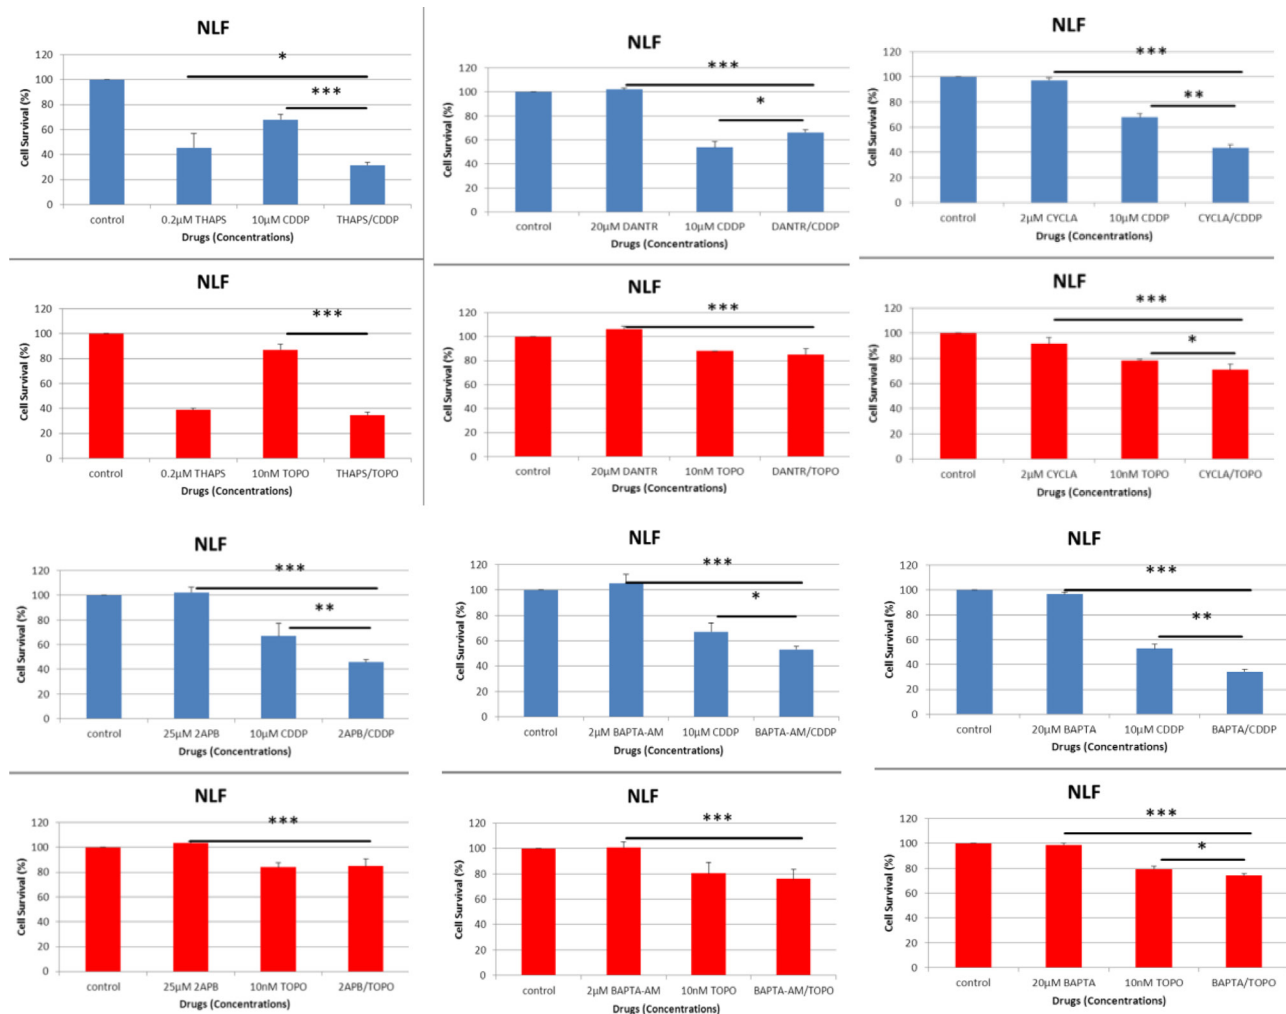 NLF
120
100
80
60
40
20
0
Cell Survival (%)
*
***
control
0.2µM THAPS
10µM CDDP
THAPS/CDDP
Drugs (Concentrations)
NLF
120
100
80
60
40
20
0
Cell Survival (%)
***
*
control
20µM DANTR
10µM CDDP
DANTR/CDDP
Drugs (Concentrations)
NLF
120
100
80
60
40
20
0
Cell Survival (%)
***
**
control
2µM CYCLA
10µM CDDP
CYCLA/CDDP
Drugs (Concentrations)
NLF
120
100
80
60
40
20
0
Cell Survival (%)
***
control
0.2µM THAPS
10nM TOPO
THAPS/TOPO
Drugs (Concentrations)
NLF
120
100
80
60
40
20
0
Cell Survival (%)
***
control
20µM DANTR
10nM TOPO
DANTR/TOPO
Drugs (Concentrations)
NLF
120
100
80
60
40
20
0
Cell Survival (%)
***
*
control
2µM CYCLA
10nM TOPO
CYCLA/TOPO
Drugs (Concentrations)
NLF
120
100
80
60
40
20
0
Cell Survival (%)
***
**
control
25µM 2APB
10µM CDDP
2APB/CDDP
Drugs (Concentrations)
NLF
120
100
80
60
40
20
0
Cell Survival (%)
***
*
control
2µM BAPTA-AM
10µM CDDP
BAPTA-AM/CDDP
Drugs (Concentrations)
NLF
120
100
80
60
40
20
0
Cell Survival (%)
***
**
control
20µM BAPTA
10µM CDDP
BAPTA/CDDP
Drugs (Concentrations)
NLF
120
100
80
60
40
20
0
Cell Survival (%)
***
control
25µM 2APB
10nM TOPO
2APB/TOPO
Drugs (Concentrations)
NLF
120
100
80
60
40
20
0
Cell Survival (%)
***
control
2µM BAPTA-AM
10nM TOPO
BAPTA-AM/TOPO
Drugs (Concentrations)
NLF
120
100
80
60
40
20
0
Cell Survival (%)
***
*
control
20µM BAPTA
10nM TOPO
BAPTA/TOPO
Drugs (Concentrations)